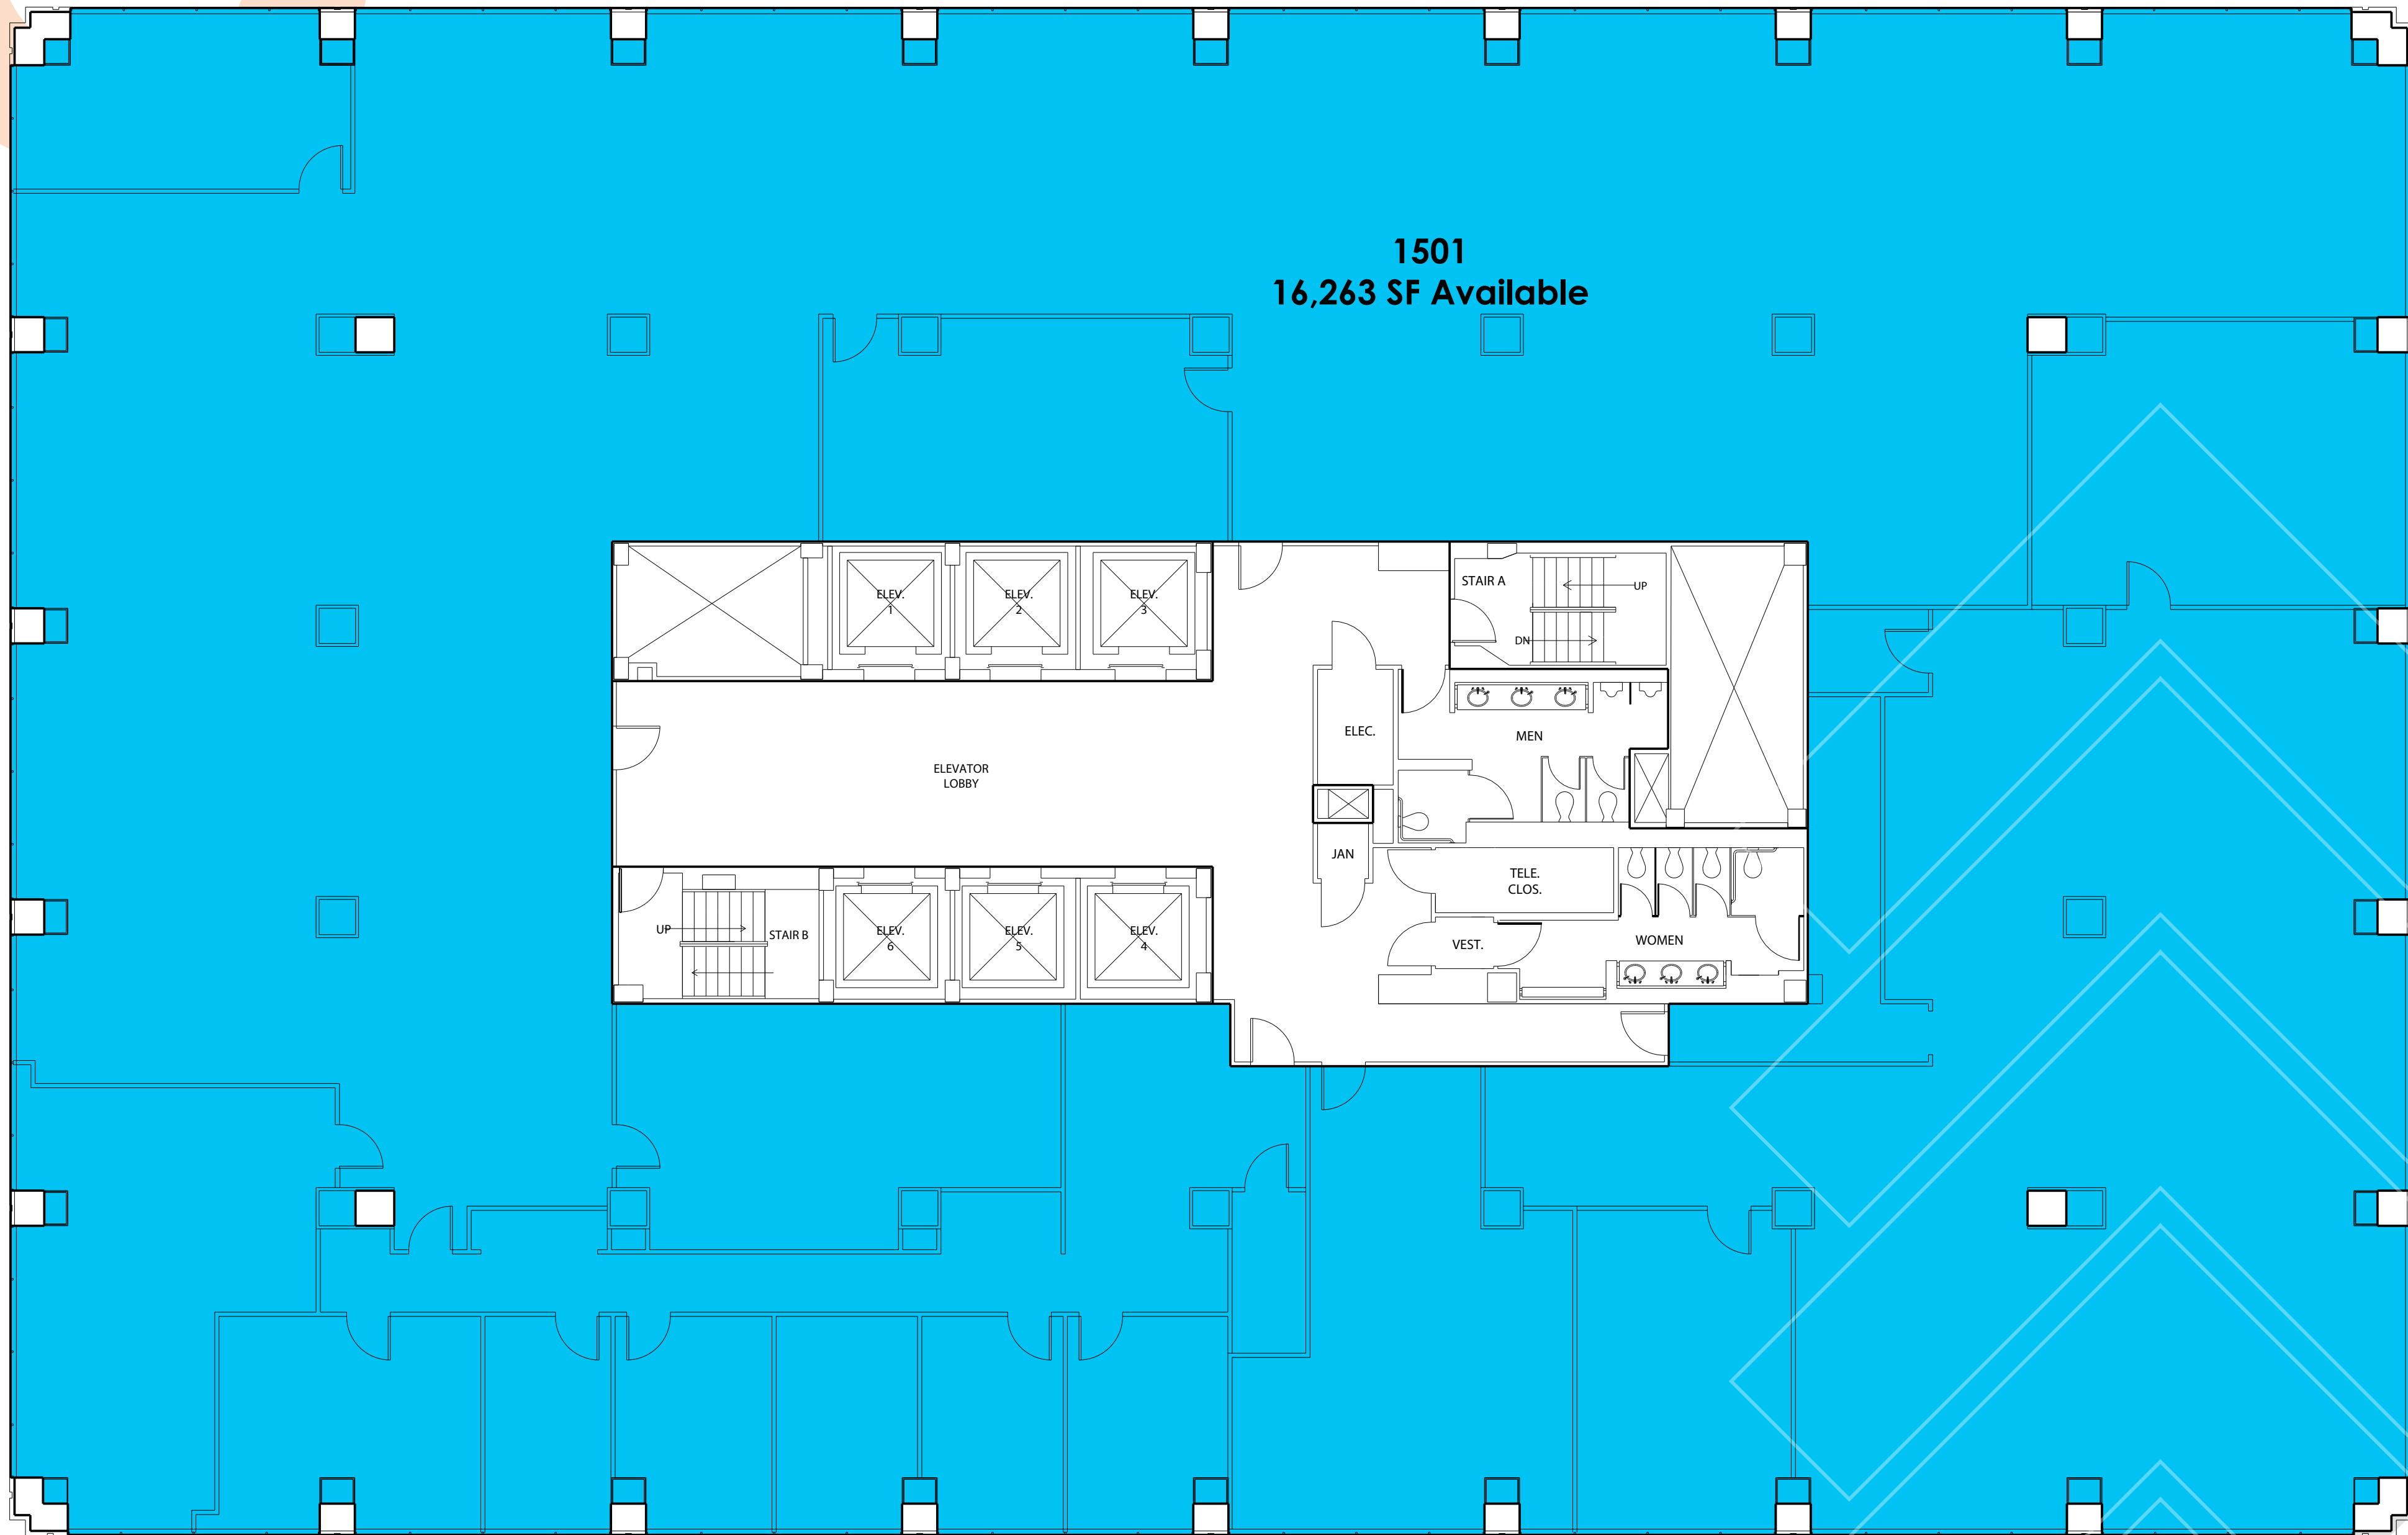 1501
16,263 SF Available
STAIR A
UP
DN
ELEV.
1
ELEV.
2
ELEV.
3
ELEC.
MEN
ELEVATOR
LOBBY
JAN
TELE.
CLOS.
UP
STAIR B
ELEV.
6
ELEV.
5
ELEV.
4
VEST.
WOMEN